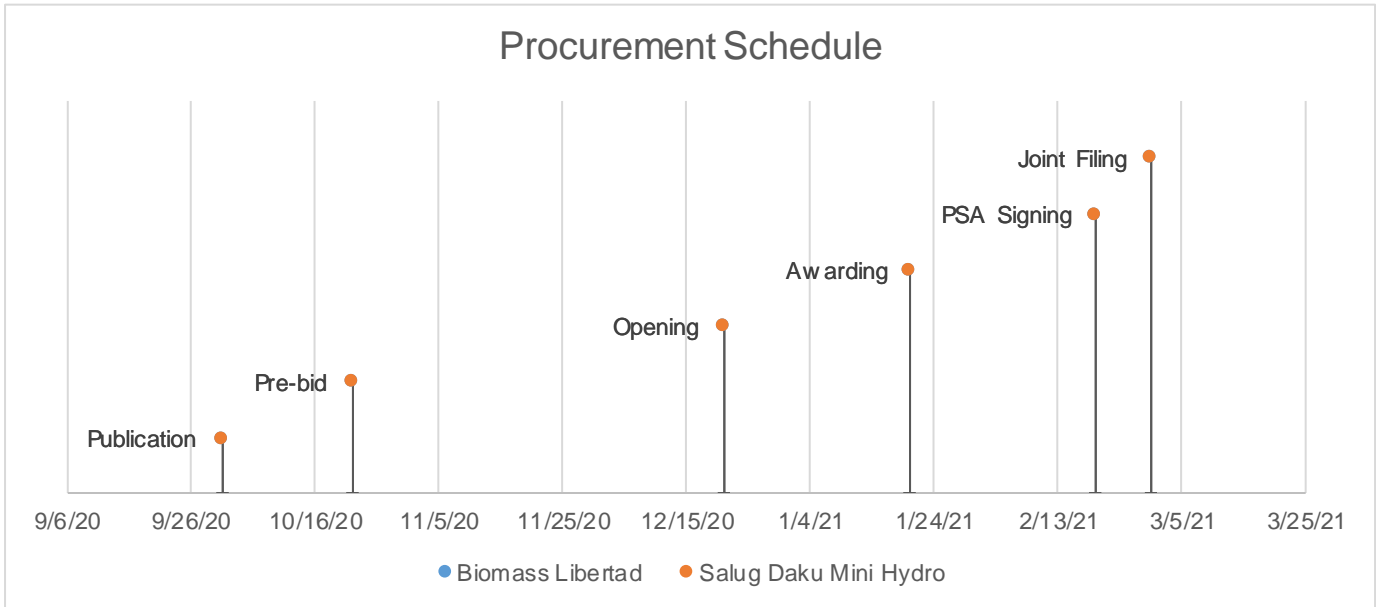 Procurement Schedule
Joint Filing
PSA Signing
Awarding
Opening
Pre-bid
Publication
9/6/20 9/26/20 10/16/20 11/5/20 11/25/20 12/15/20 1/4/21 1/24/21 2/13/21 3/5/21 3/25/21
Biomass Libertad Salug Daku Mini Hydro